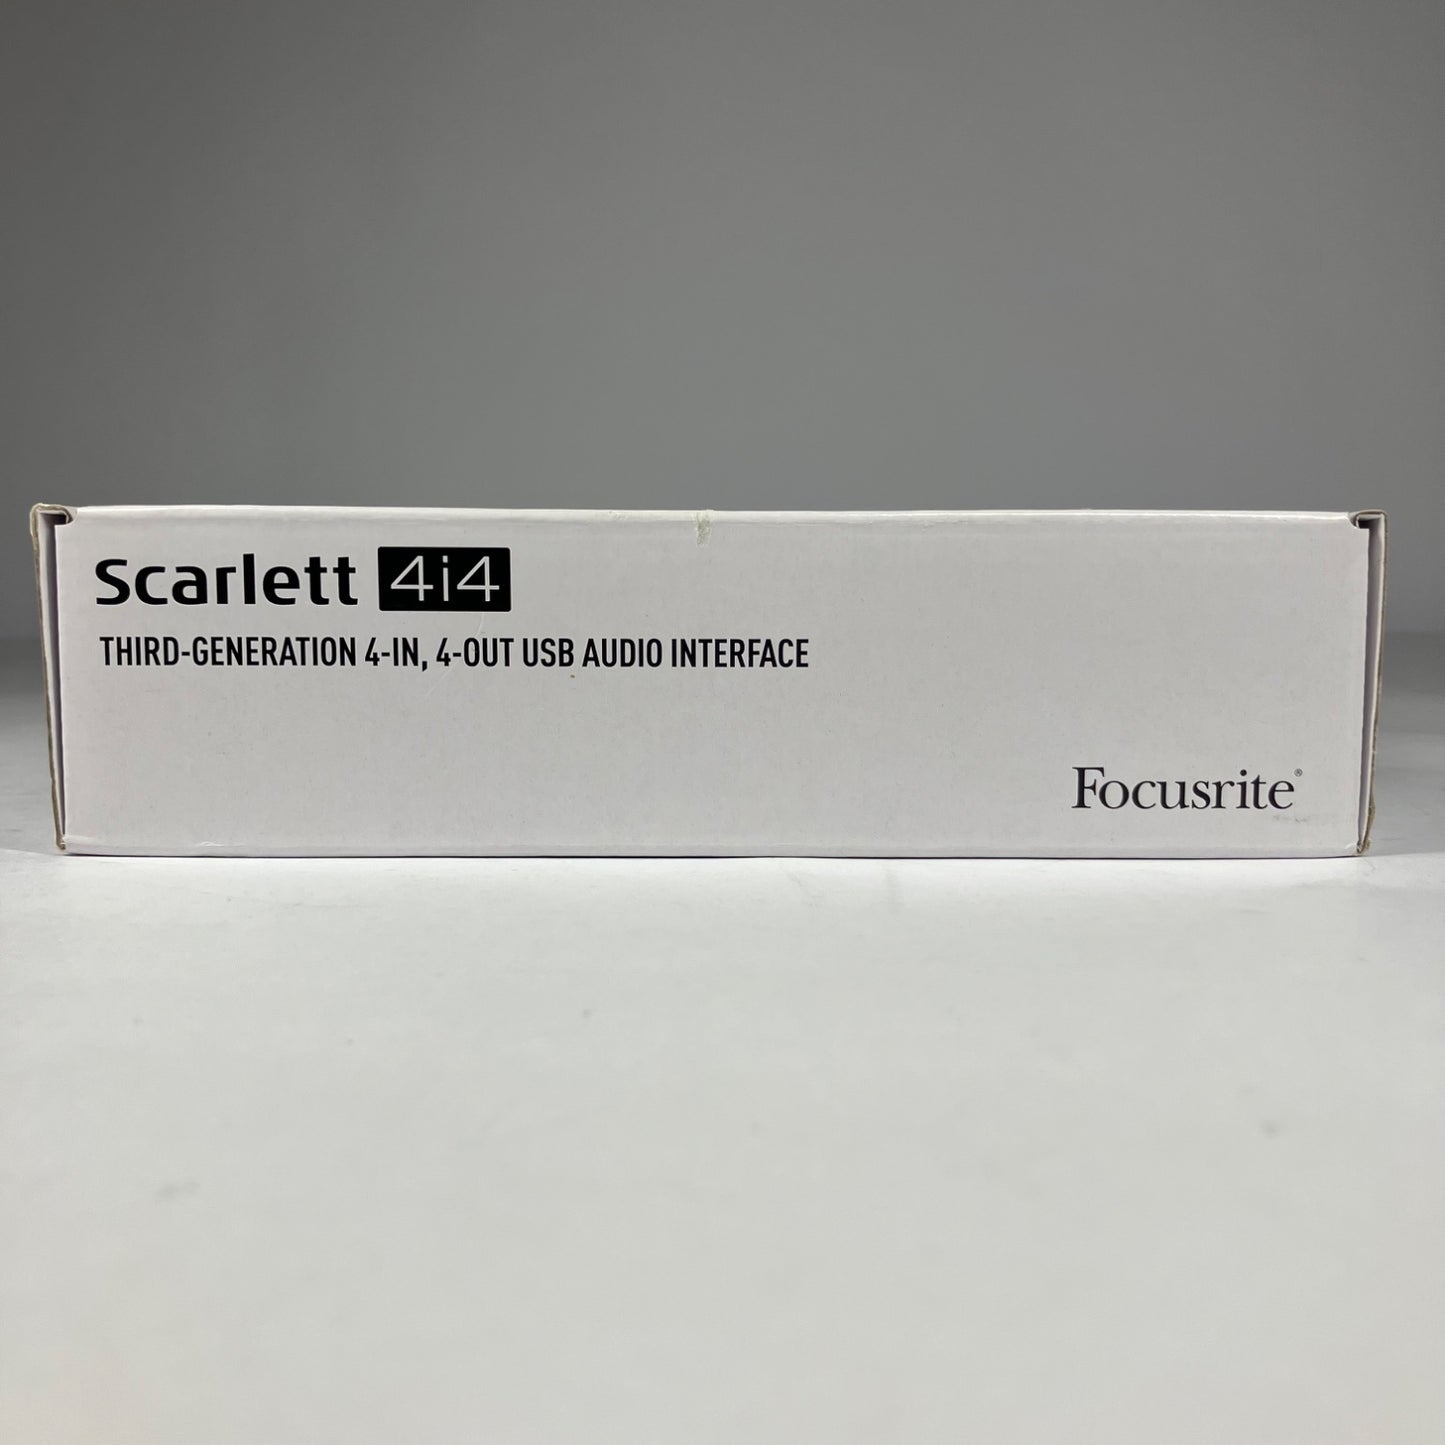 Scarlett 4i4
THIRD-GENERATION 4-IN, 4-OUT USB AUDIO INTERFACE
Focusrite®